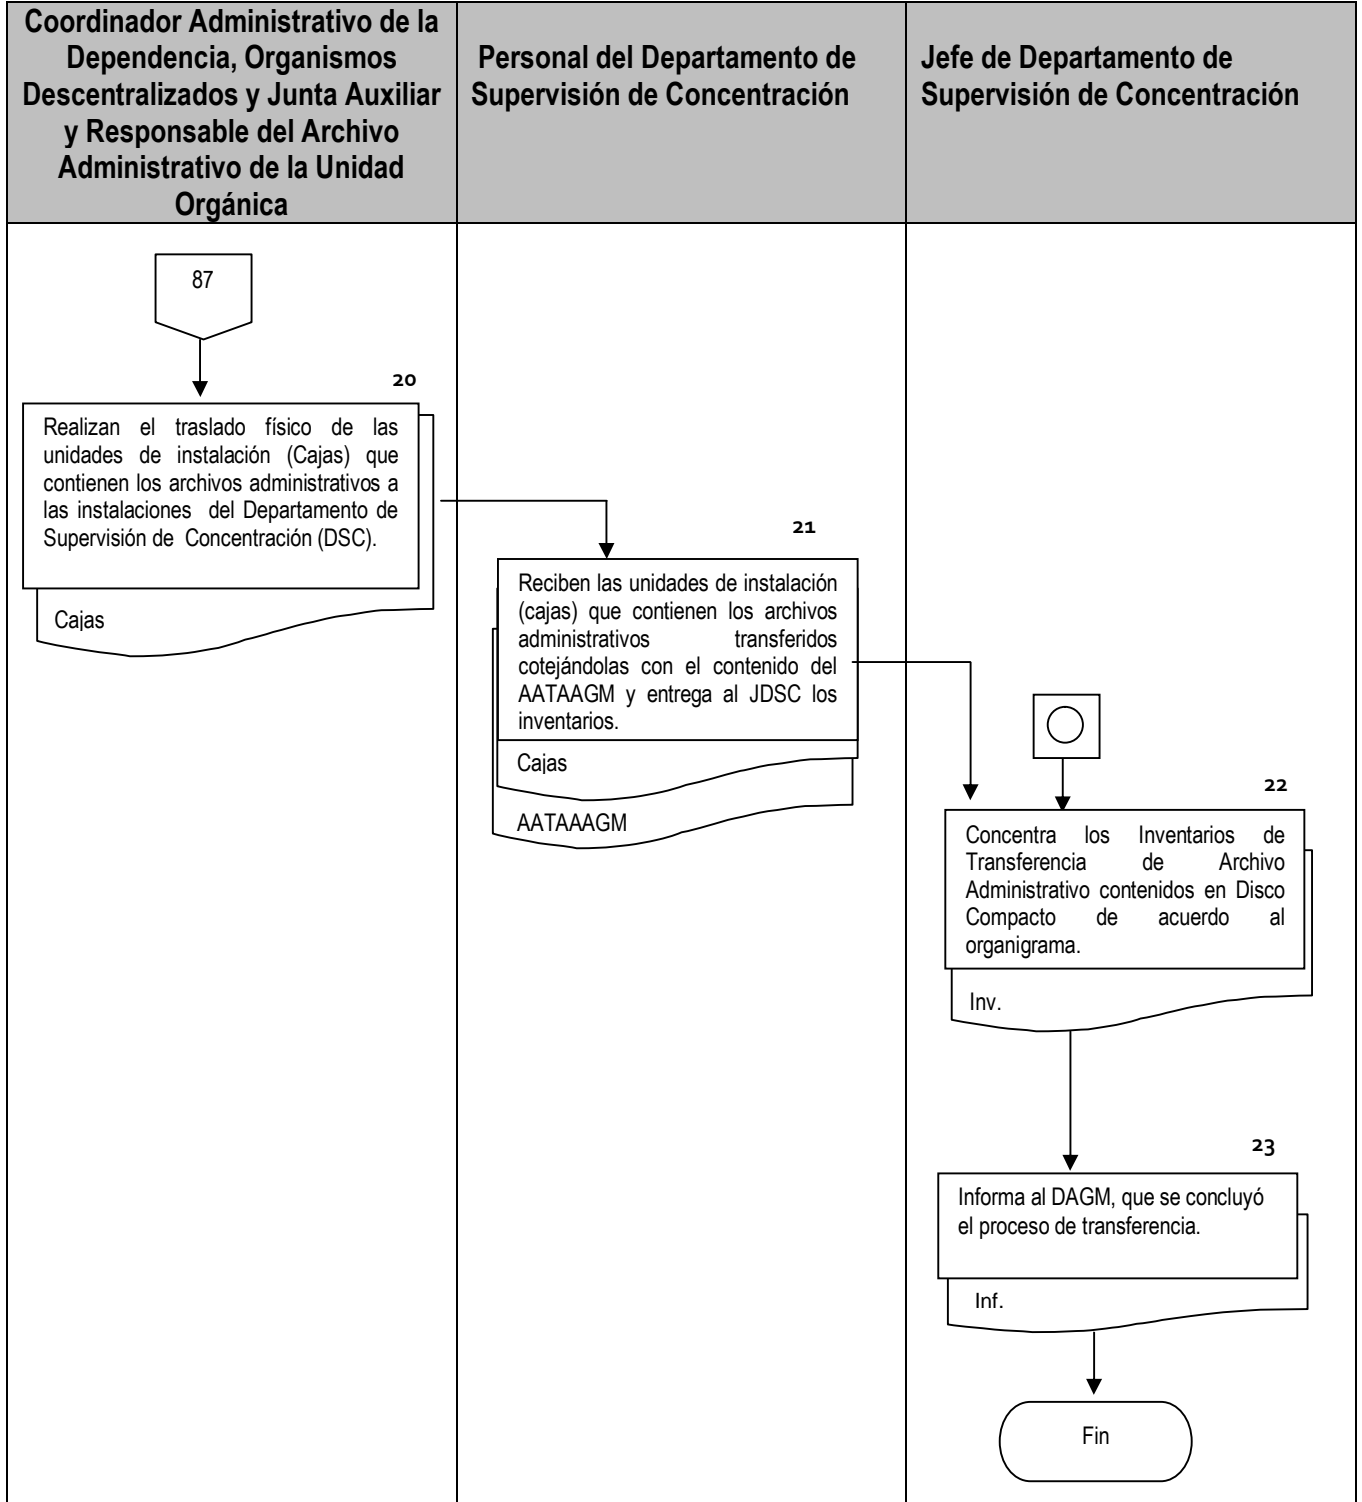 Coordinador Administrativo de la
Dependencia, Organismos
Descentralizados y Junta Auxiliar
y Responsable del Archivo
Administrativo de la Unidad
Orgánica
Personal del Departamento de
Supervisión de Concentración
Jefe de Departamento de
Supervisión de Concentración
87
20
Realizan el traslado físico de las
unidades de instalación (Cajas) que
contienen los archivos administrativos a
las instalaciones del Departamento de
Supervisión de Concentración (DSC).
Cajas
21
Reciben las unidades de instalación
(cajas) que contienen los archivos
administrativos transferidos
cotejándolas con el contenido del
AATAAGM y entrega al JDSC los
inventarios.
Cajas
AATAAAGM
22
Concentra los Inventarios de
Transferencia de Archivo
Administrativo contenidos en Disco
Compacto de acuerdo al
organigrama.
Inv.
23
Informa al DAGM, que se concluyó
el proceso de transferencia.
Inf.
Fin